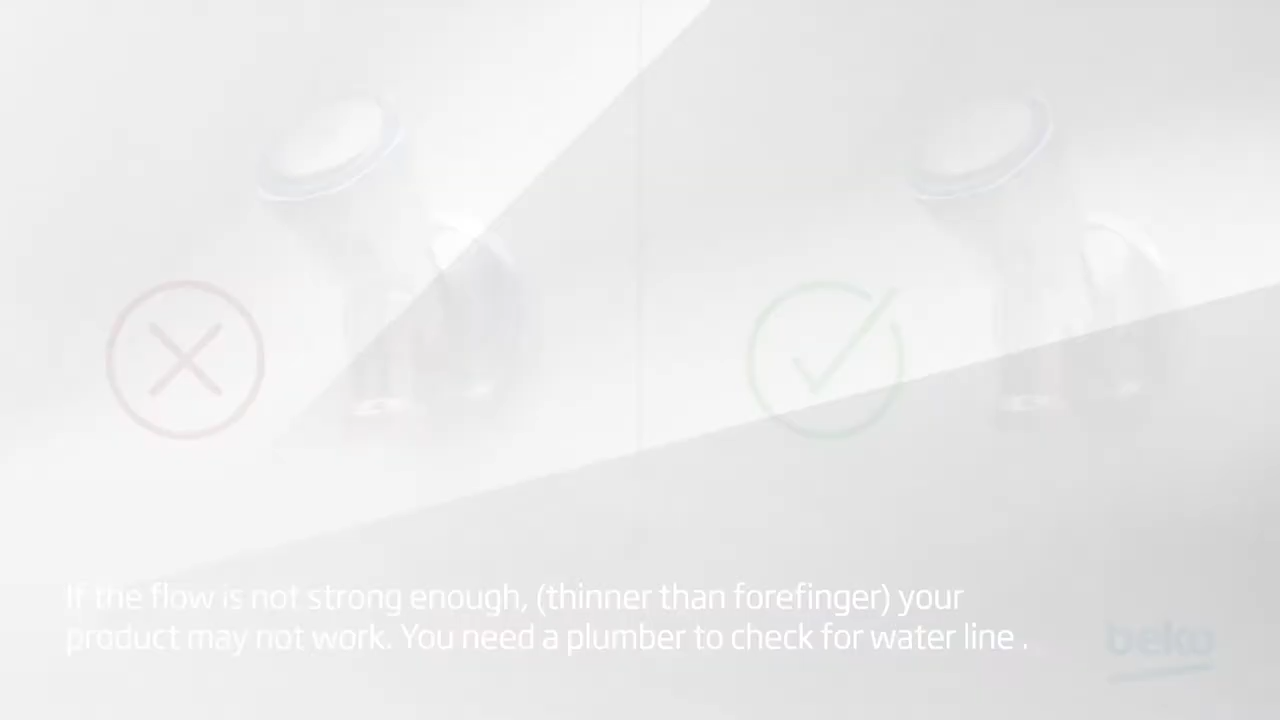 If the flow is not strong enough, (thinner than forefinger) your
product may not work. You need a plumber to check for water line .
beko